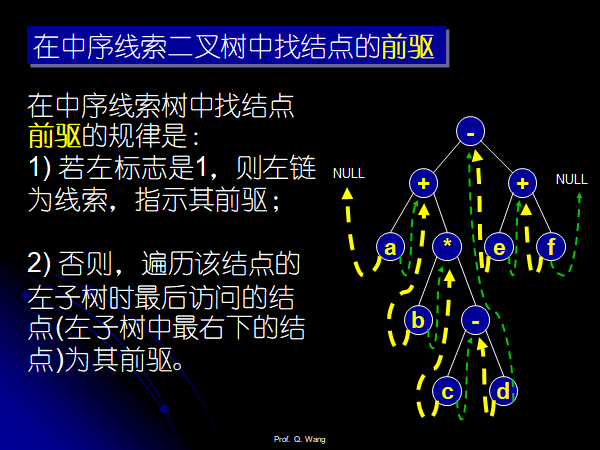 在中序线索二叉树中找结点的前驱
在中序线索树中找结点
前驱的规律是：
1) 若左标志是1，则左链
为线索，指示其前驱；
2) 否则，遍历该结点的
左子树时最后访问的结
点(左子树中最右下的结
点)为其前驱。
-
NULL
+
+
NULL
a
*
e
f
b
-
c
d
Prof. Q. Wang